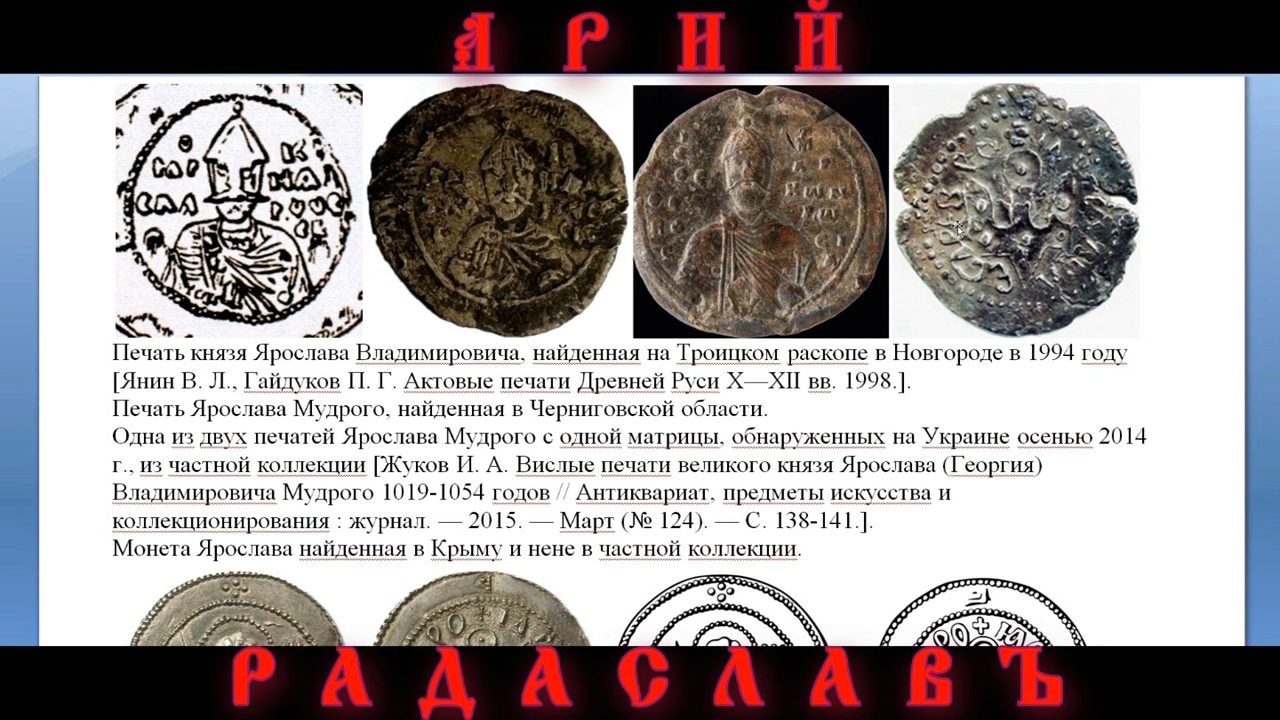 АРИЙ
Печать князя Ярослава Владимировича, найденная на Троицком раскопе в Новгороде в 1994 году
[Янин В. Л., Гайдуков П. Г. Актовые печати Древней Руси X—XII вв. 1998.].
Печать Ярослава Мудрого, найденная в Черниговской области.
Одна из двух печатей Ярослава Мудрого с одной матрицы, обнаруженных на Украине осенью 2014
г., из частной коллекции [Жуков И. А. Вислые печати великого князя Ярослава (Георгия)
Владимировича Мудрого 1019-1054 годов // Антиквариат, предметы искусства и
коллекционирования : журнал. — 2015. — Март (№ 124). — С. 138-141.].
Монета Ярослава найденная в Крыму и нене в частной коллекции.
РАДАСЛАВЪ